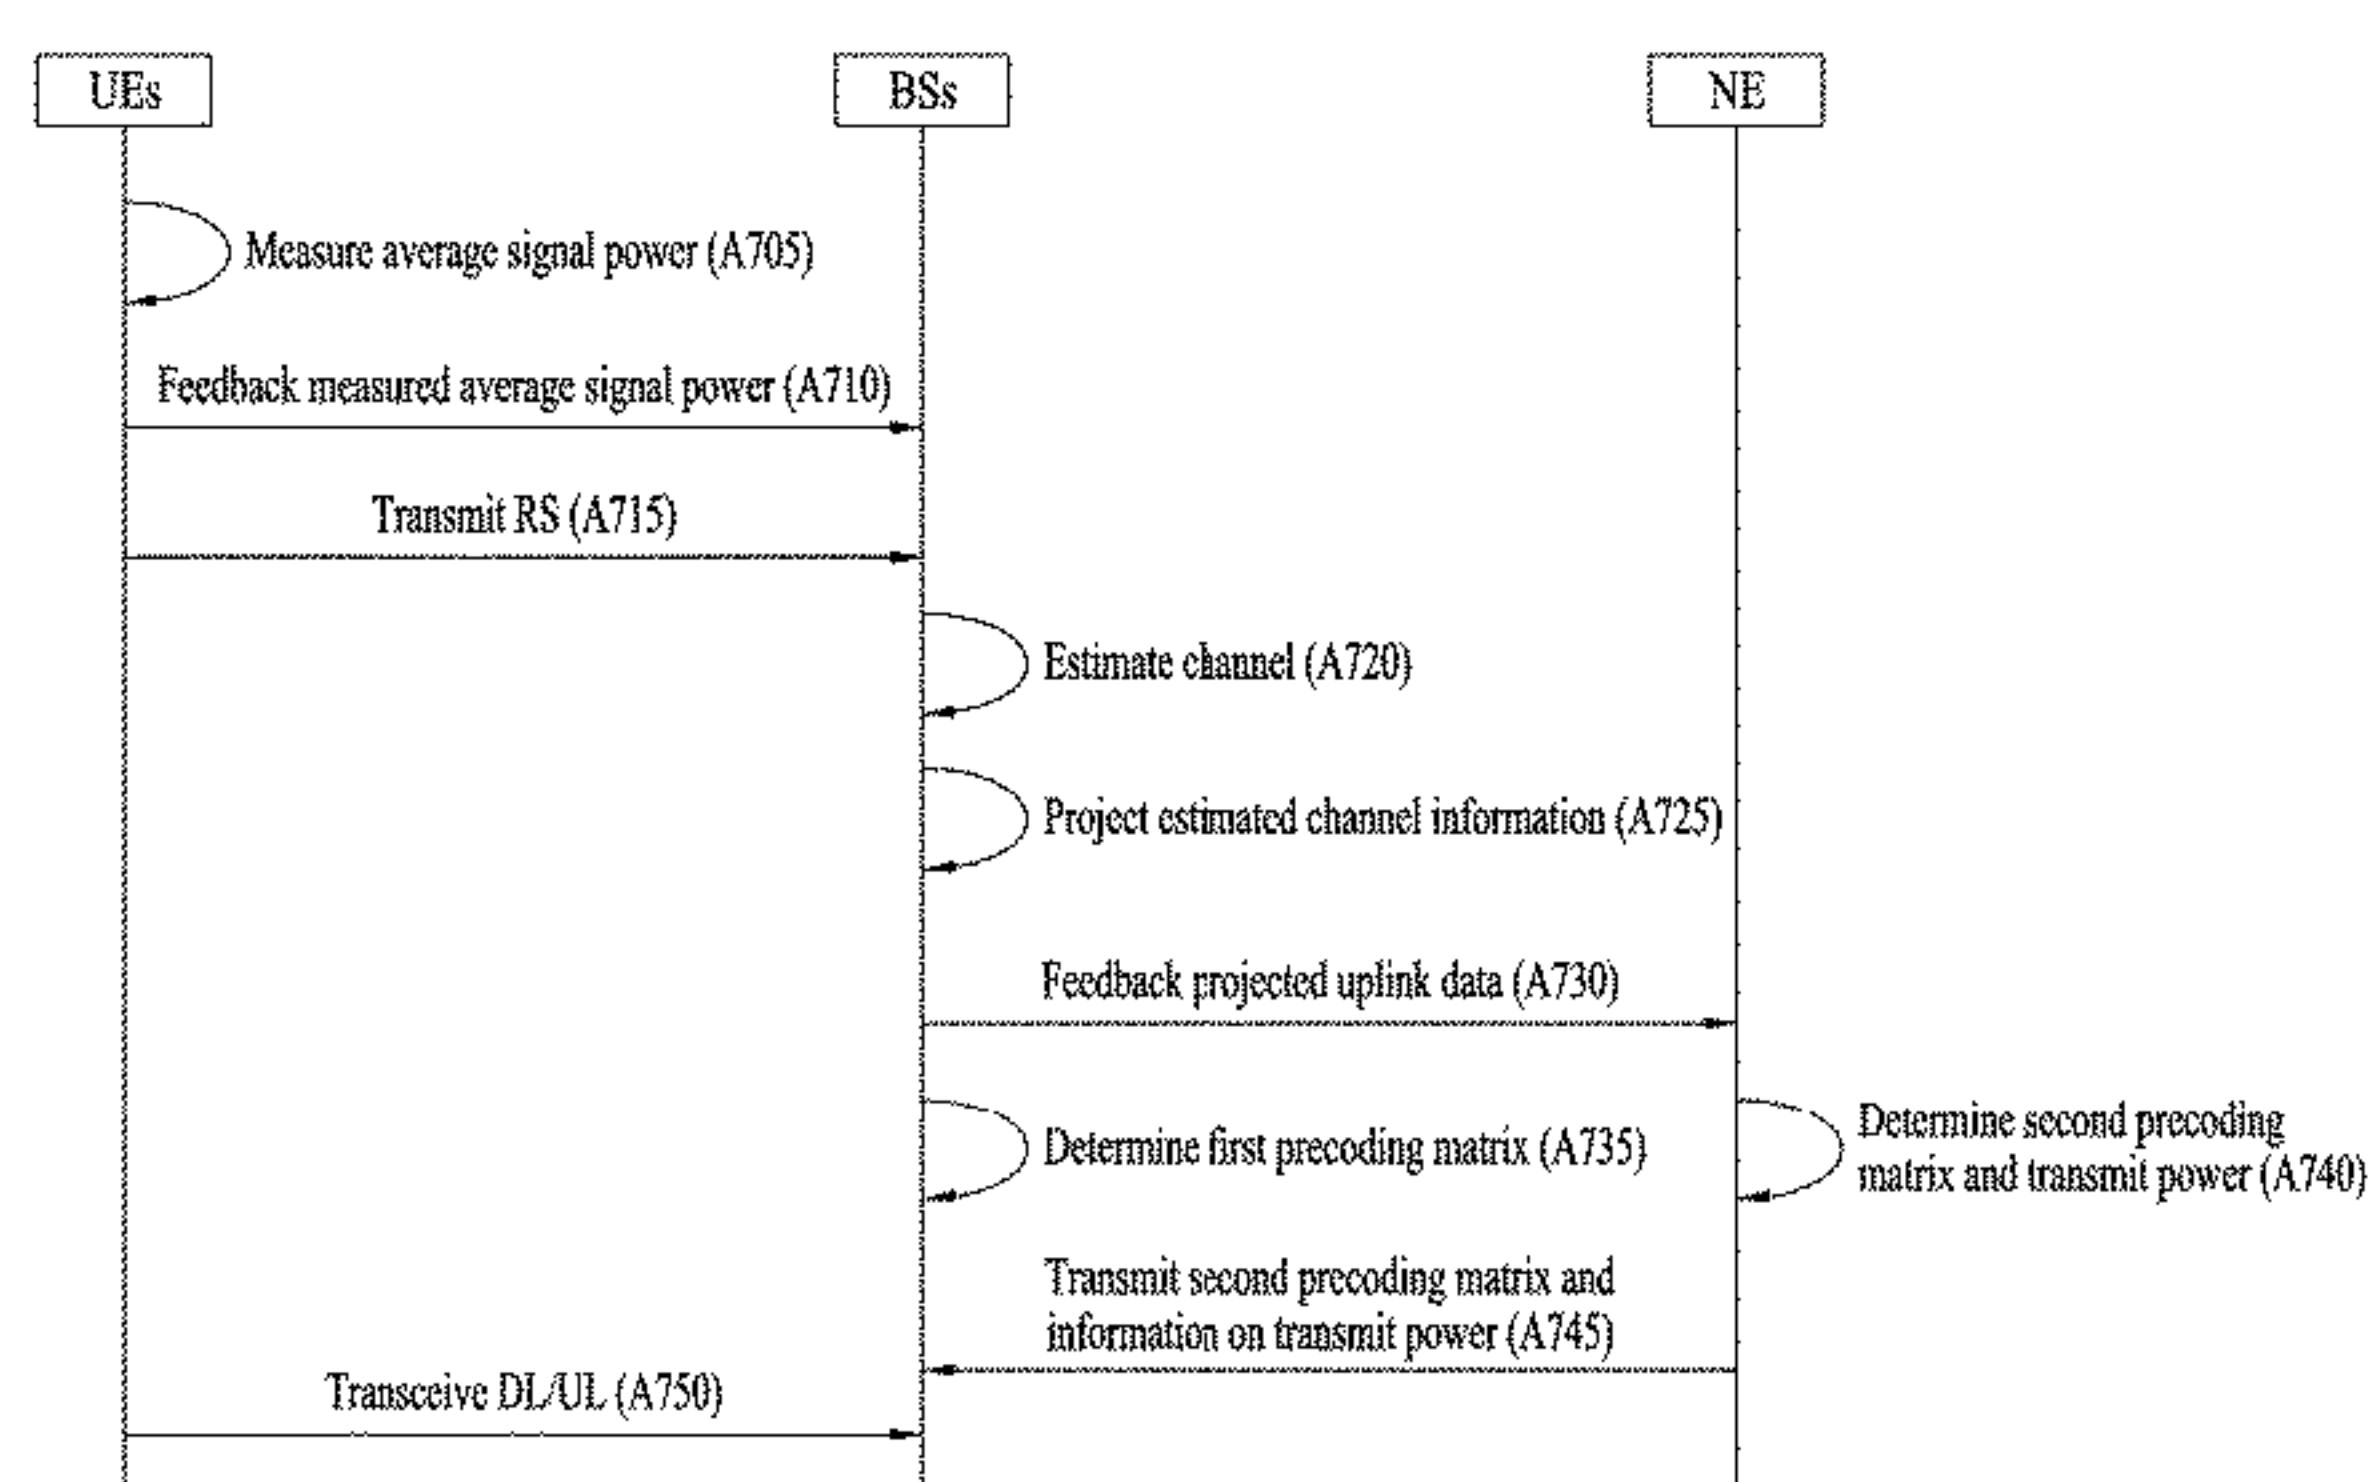 UEs
BSs
NE
Measure average signal power (A705)
Feedback measured average signal power (A710)
Transmit RS (A715)
Estimate channel (A720)
Project estimated channel information (A725)
Feedback projected uplink data (A730)
Determine first precoding matrix (A735)
Determine second precoding
matrix and transmit power (A740)
Transmit second precoding matrix and
information on transmit power (A745)
Transceive DL/UL (A750)